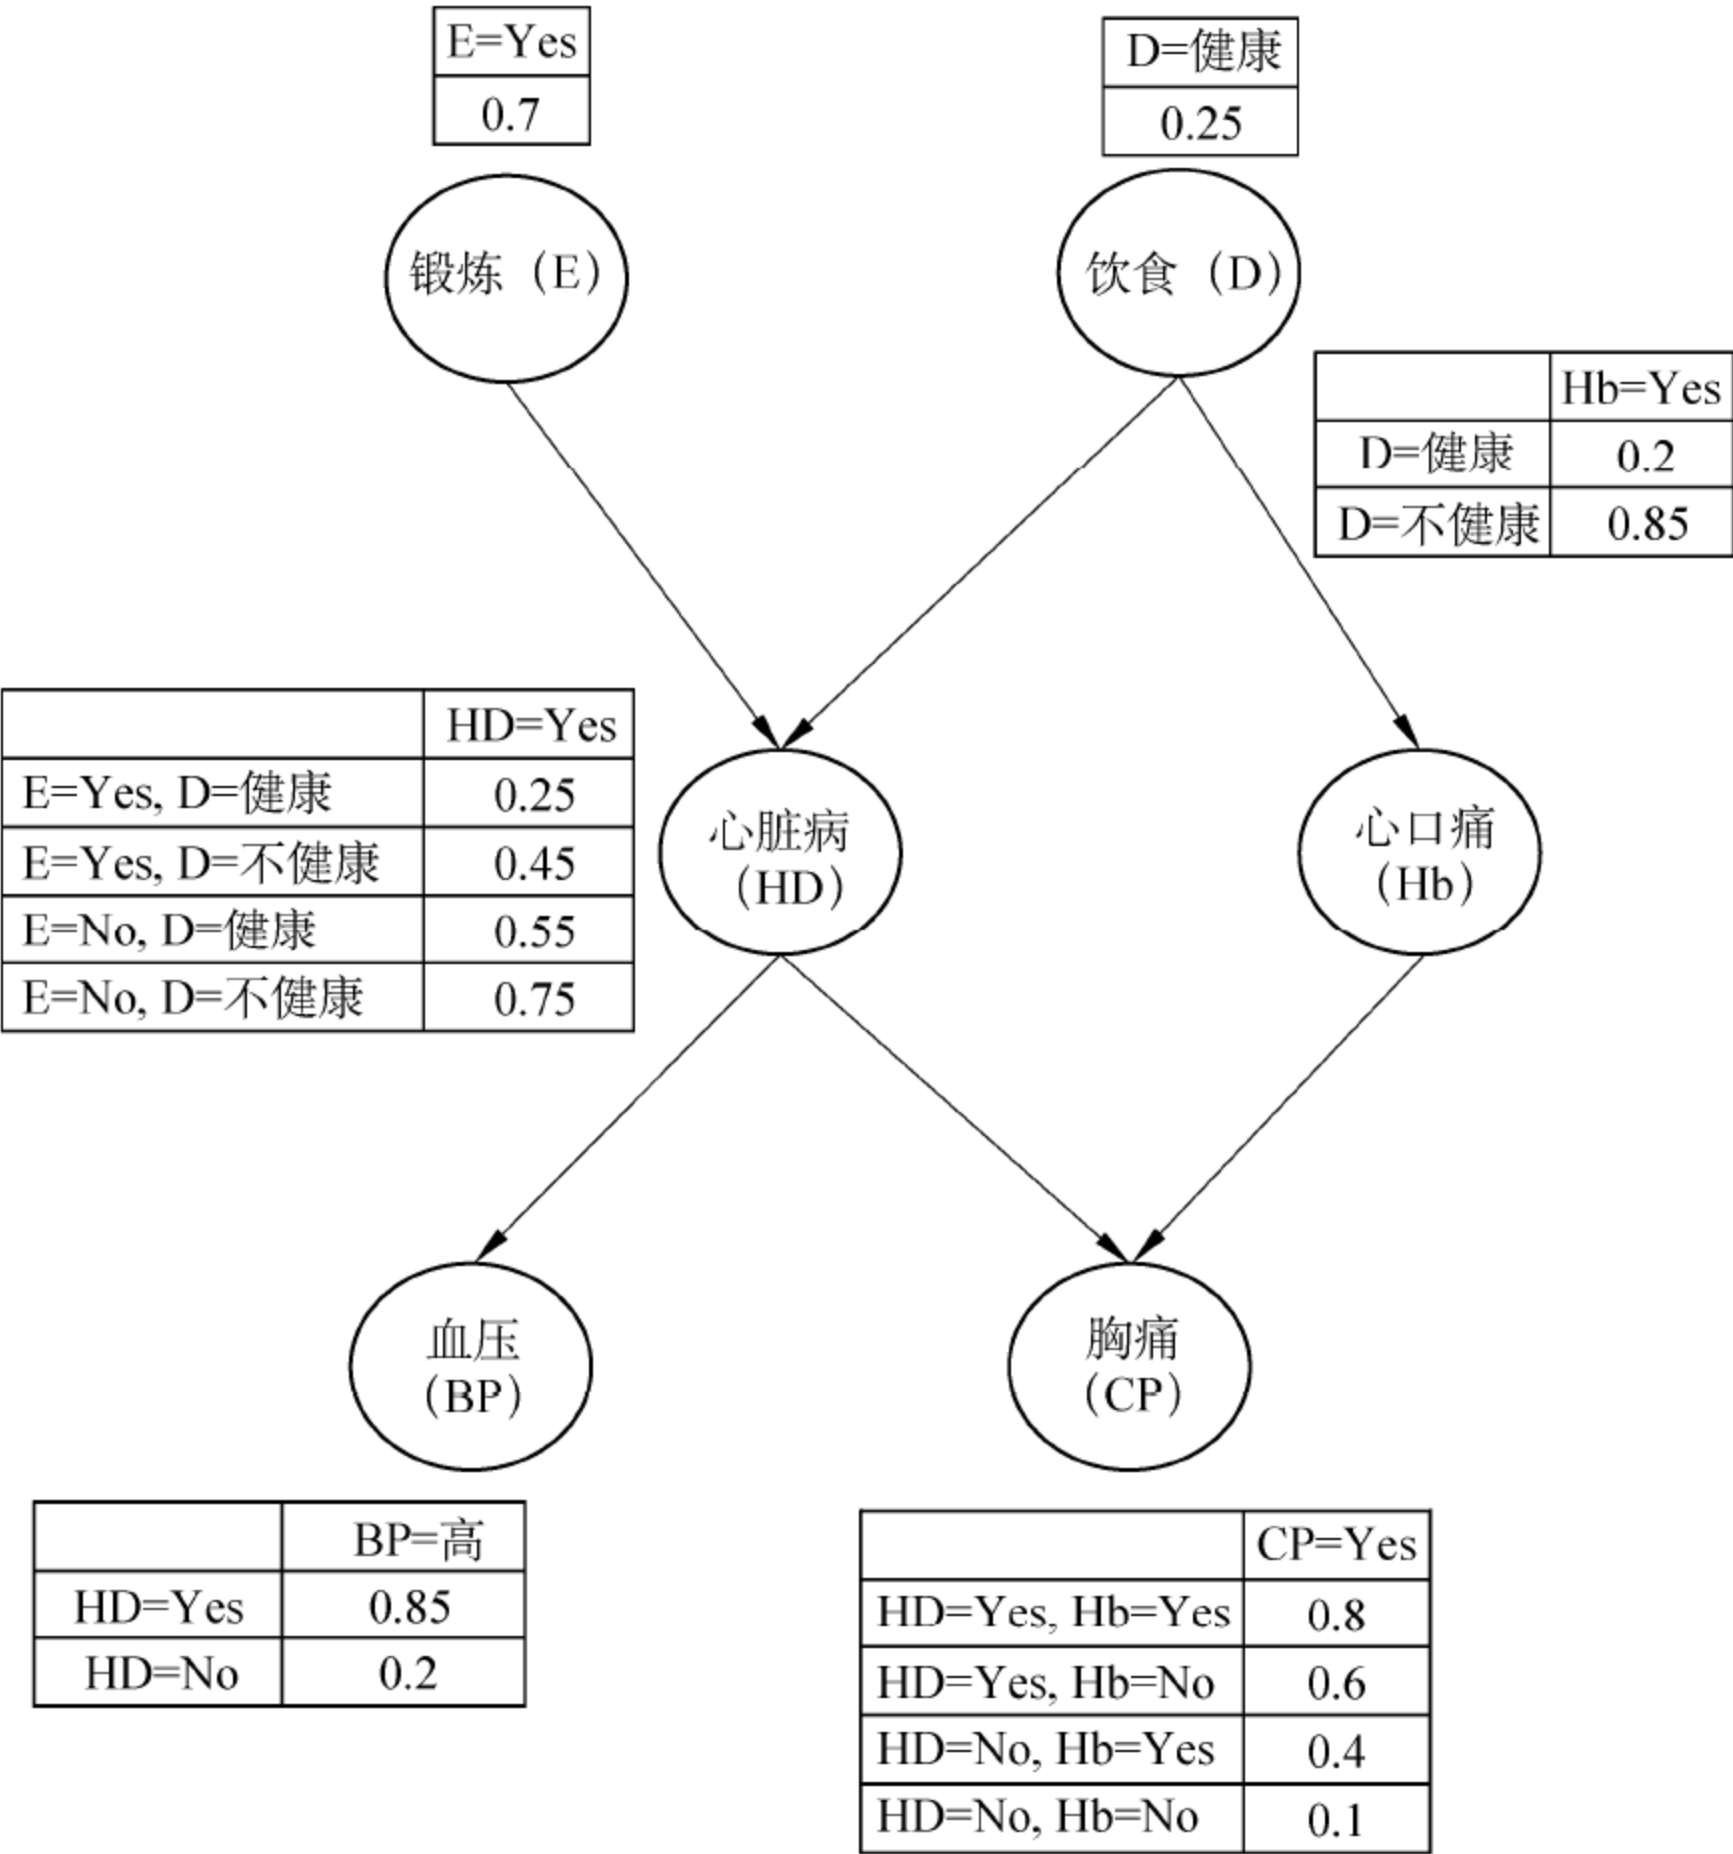 E=Yes
0.7
D=健康
0.25
锻炼（E）
饮食（D）
Hb=Yes
D=健康 0.2
D=不健康 0.85
HD=Yes
E=Yes, D=健康 0.25
E=Yes, D=不健康 0.45
E=No, D=健康 0.55
E=No, D=不健康 0.75
心脏病
（HD）
心口痛
（Hb）
血压
（BP）
胸痛
（CP）
BP=高
HD=Yes 0.85
HD=No 0.2
CP=Yes
HD=Yes, Hb=Yes 0.8
HD=Yes, Hb=No 0.6
HD=No, Hb=Yes 0.4
HD=No, Hb=No 0.1